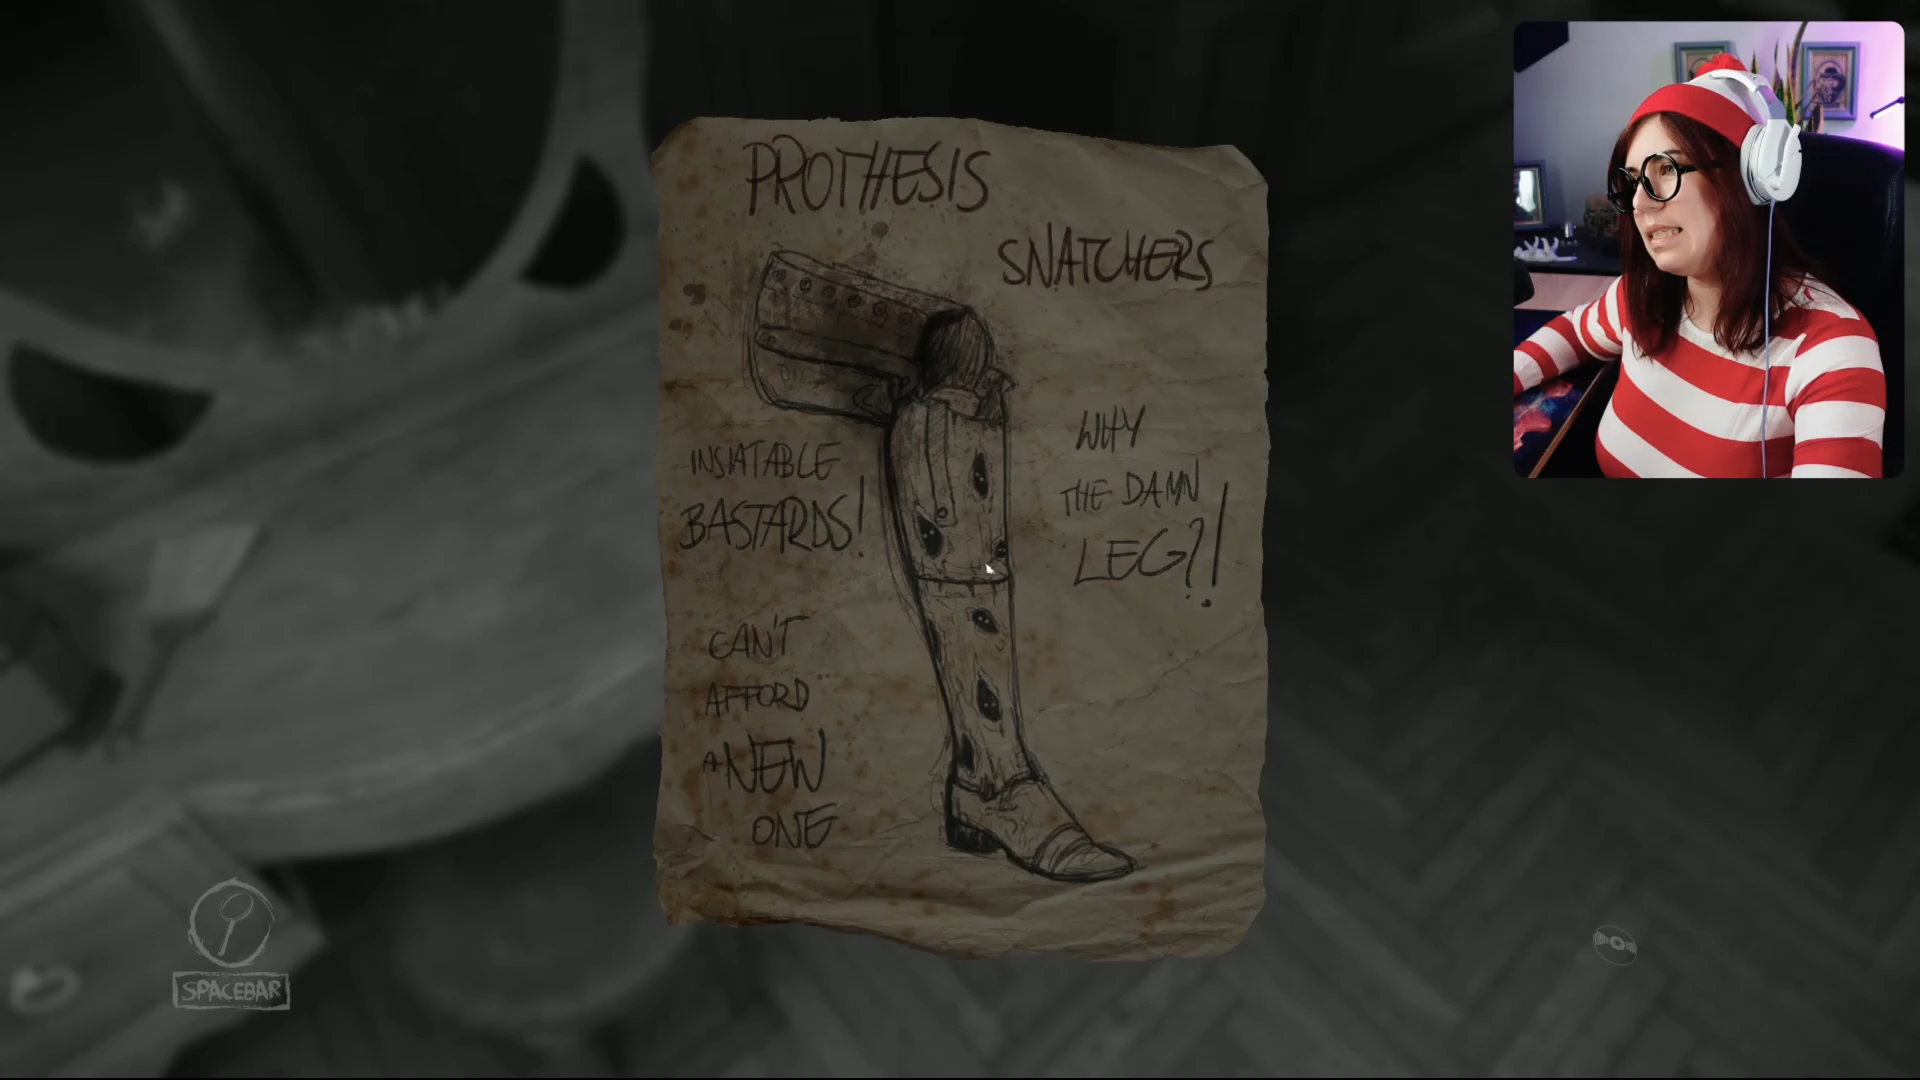 PROTHESIS
SNATCHERS
INSIATABLE
BASTARDS!
WHY
THE DAMN
LEG?!
CAN'T
AFFORD
A NEW
ONE
SPACEBAR